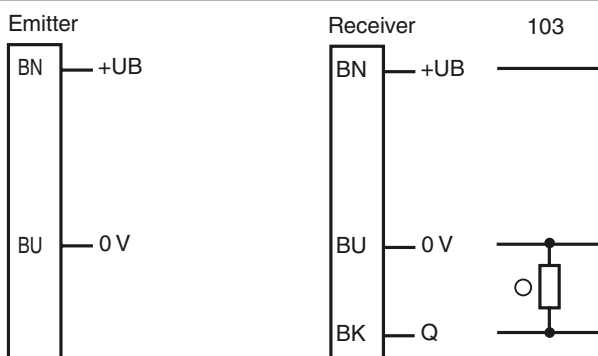 Emitter
BN +UB
BU 0 V
Receiver 103
BN +UB
BU 0 V
BK Q